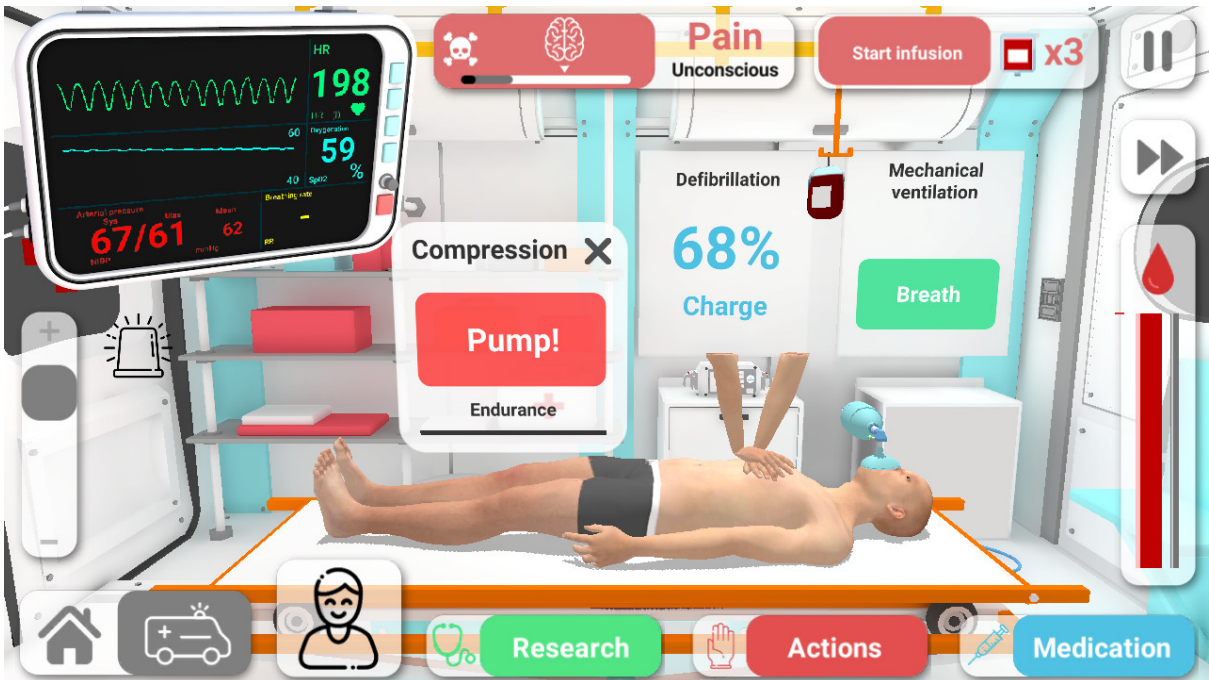 HR
198
60
Oxygenation
59
SpO2
%
40
Breathing rate
Arterial pressure
Sys
Mean
67/61
62
mmHg
RR
Pain
Unconscious
Start infusion
x3
Compression
Pump!
Endurance
Defibrillation
68%
Charge
Mechanical
ventilation
Breath
Research
Actions
Medication